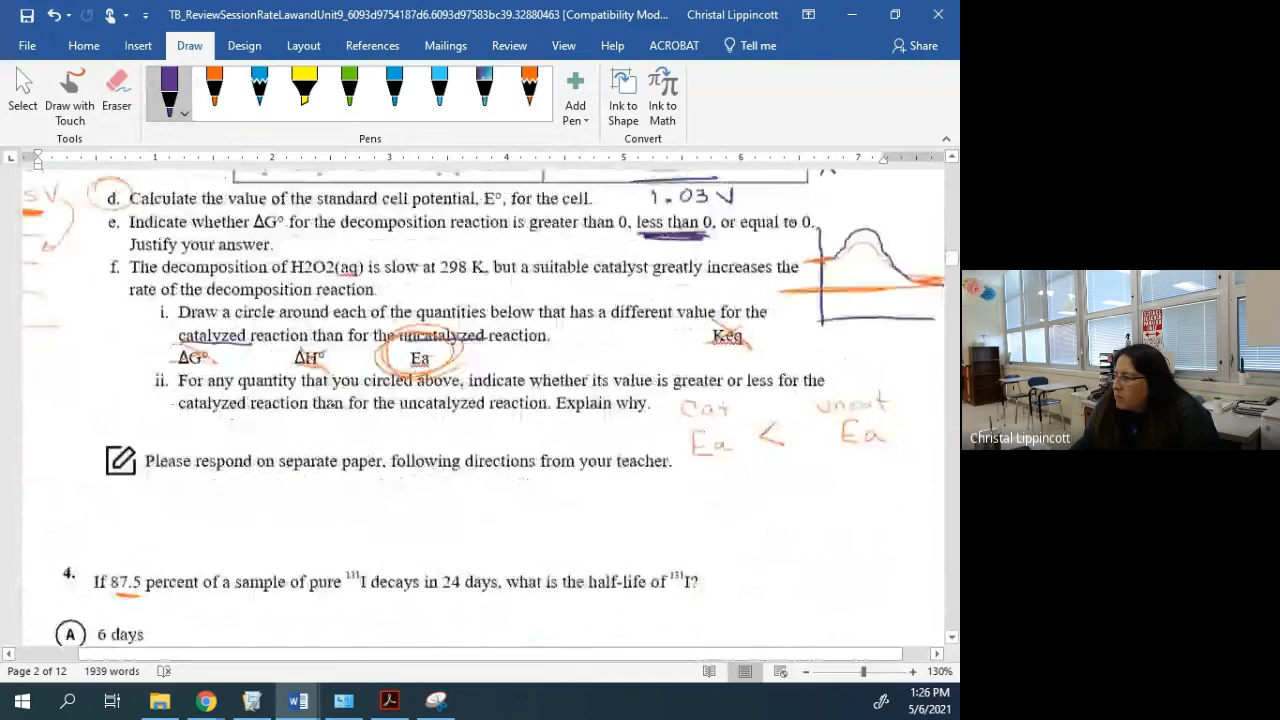 TB_ReviewSessionRateLawandUnit9_6093d9754187d6.6093d97583bc39.32880463 [Compatibility Mod...
Christal Lippincott
File Home Insert Draw Design Layout References Mailings Review View Help ACROBAT Tell me Share
Select Draw with Touch Eraser Add Pen Ink to Shape Ink to Math
Tools Pens Convert
1 2 3 4 5 6 7
5 V
1.03 V
d. Calculate the value of the standard cell potential, E°, for the cell.
e. Indicate whether ΔG° for the decomposition reaction is greater than 0, less than 0, or equal to 0.
Justify your answer.
f. The decomposition of H2O2(aq) is slow at 298 K, but a suitable catalyst greatly increases the
rate of the decomposition reaction
i. Draw a circle around each of the quantities below that has a different value for the
catalyzed reaction than for the uncatalyzed reaction.
ΔG° ΔH° Ea Keq
ii. For any quantity that you circled above, indicate whether its value is greater or less for the
catalyzed reaction than for the uncatalyzed reaction. Explain why.
cat uncat
Ea < Ea
Please respond on separate paper, following directions from your teacher.
4. If 87.5 percent of a sample of pure ¹³¹I decays in 24 days, what is the half-life of ¹³¹I?
A 6 days
Christal Lippincott
Page 2 of 12 1939 words 130%
1:26 PM
5/6/2021